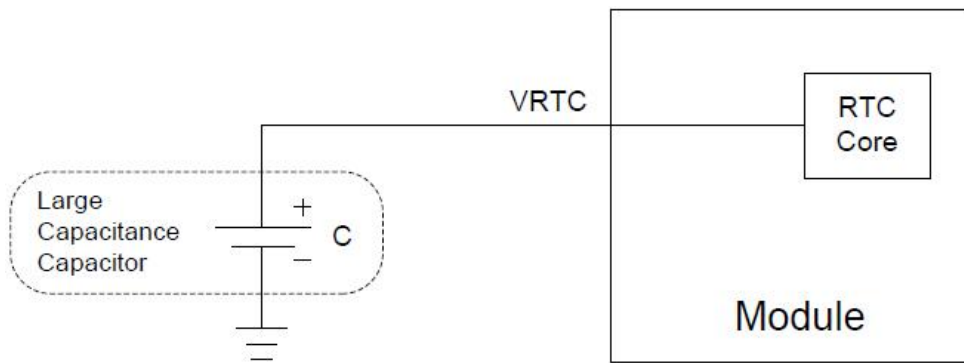 VRTC
RTC
Core
Large
Capacitance
Capacitor
+
C
−
Module